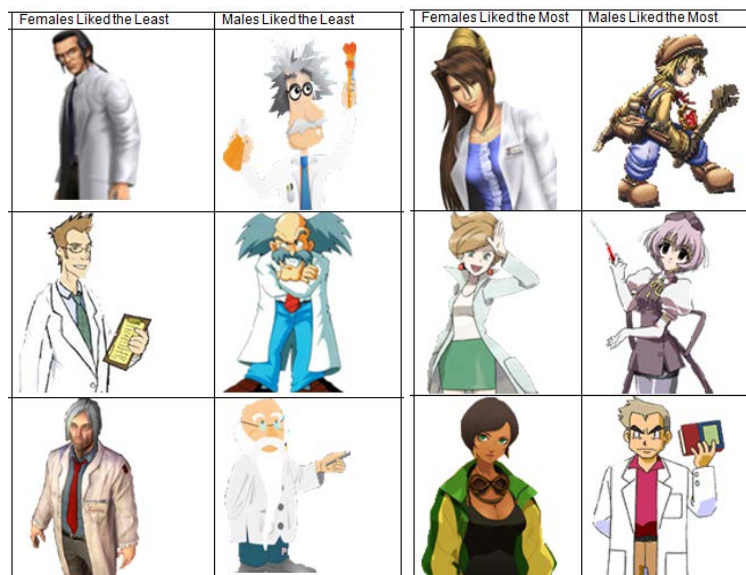 Females Liked the Least
Males Liked the Least
Females Liked the Most
Males Liked the Most